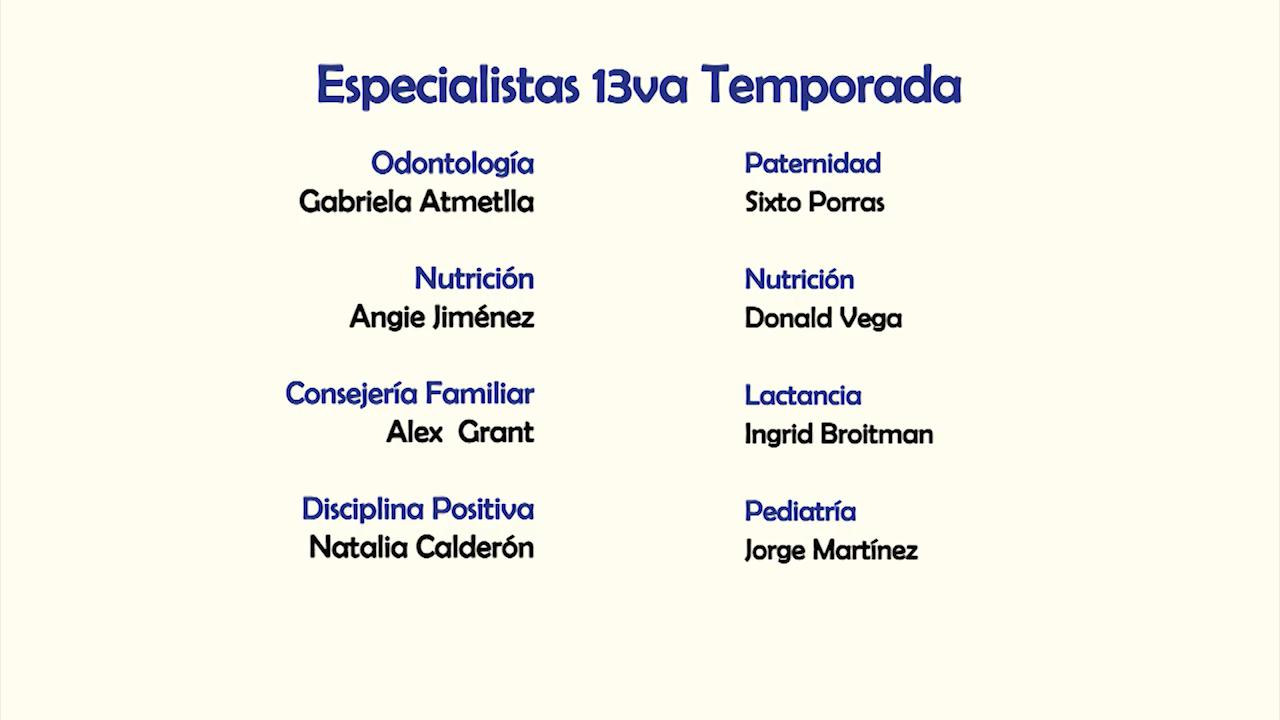 Especialistas 13va Temporada
Odontología
Gabriela Atmetlla
Nutrición
Angie Jiménez
Consejería Familiar
Alex Grant
Disciplina Positiva
Natalia Calderón
Paternidad
Sixto Porras
Nutrición
Donald Vega
Lactancia
Ingrid Broitman
Pediatría
Jorge Martínez